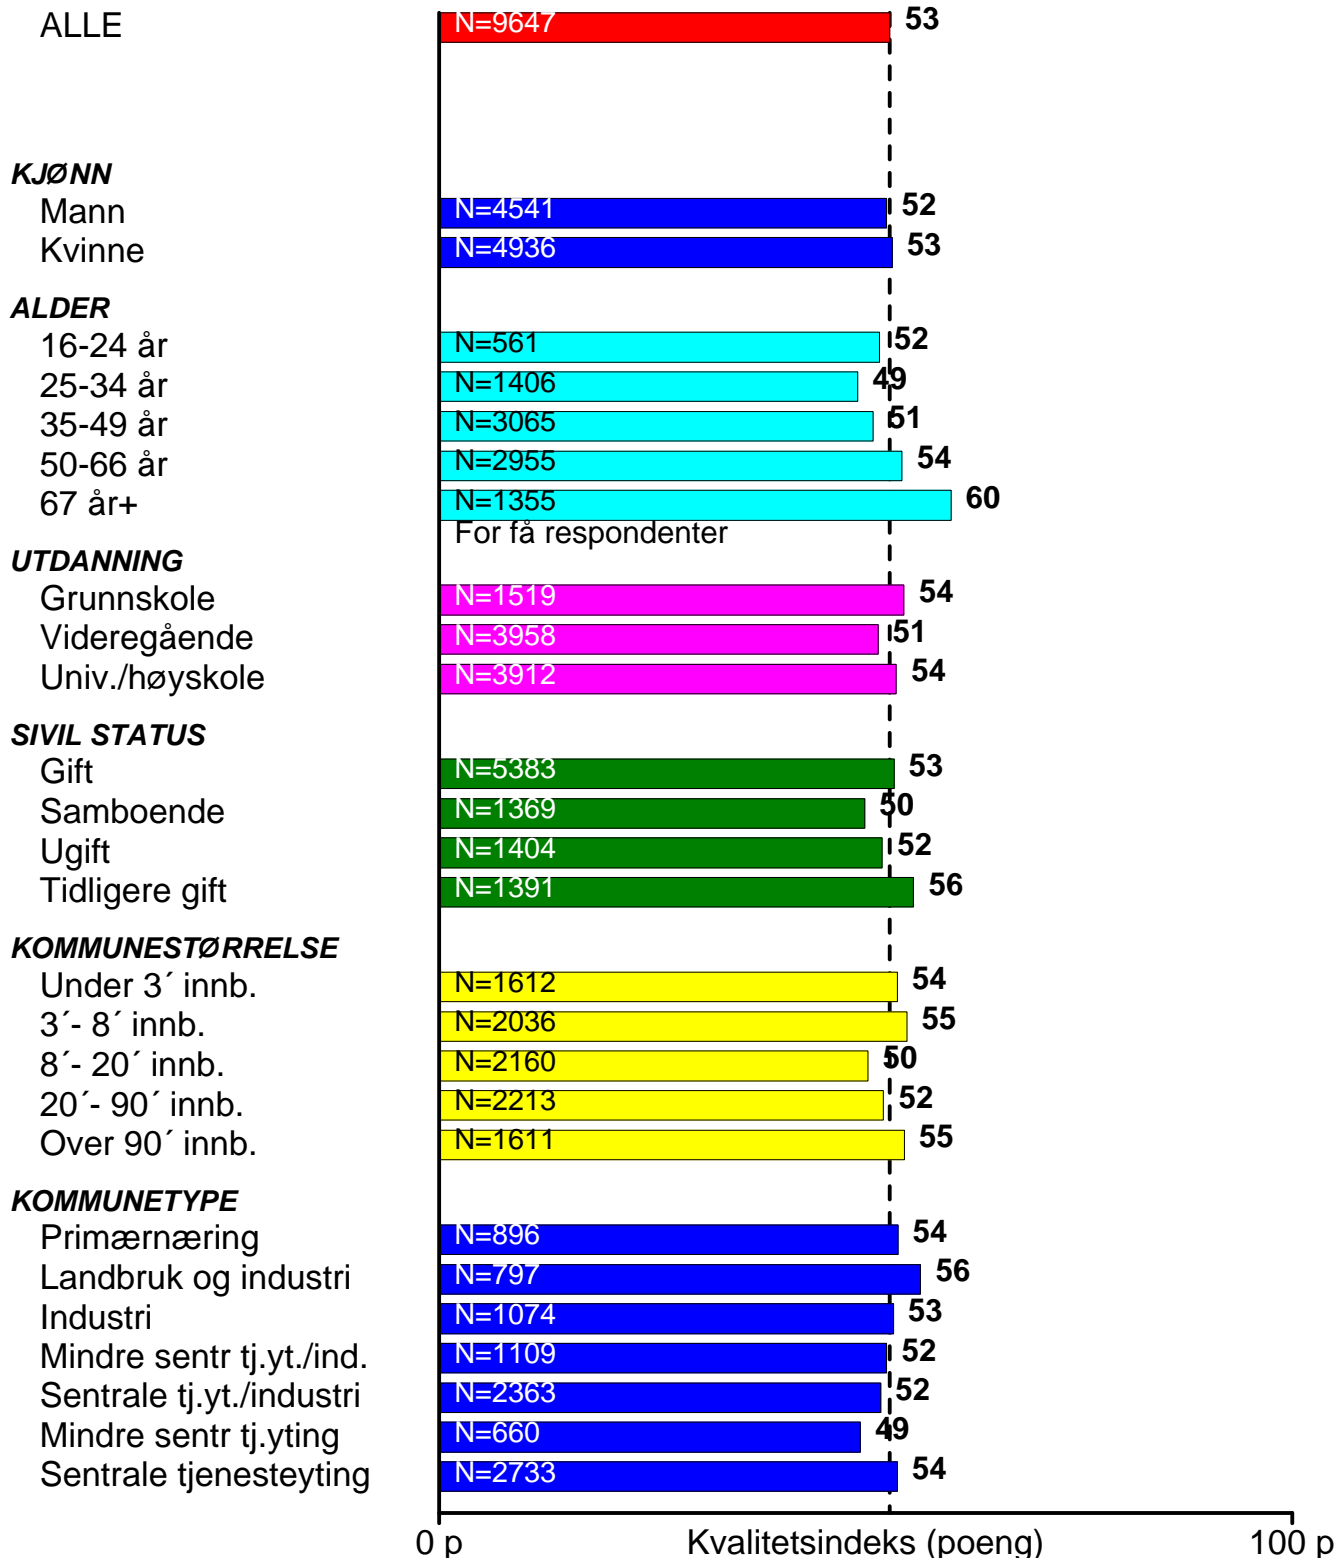 ALLE N=9647 53
KJØNN
Mann N=4541 52
Kvinne N=4936 53
ALDER
16-24 år N=561 52
25-34 år N=1406 49
35-49 år N=3065 51
50-66 år N=2955 54
67 år+ N=1355 60
For få respondenter
UTDANNING
Grunnskole N=1519 54
Videregående N=3958 51
Univ./høyskole N=3912 54
SIVIL STATUS
Gift N=5383 53
Samboende N=1369 50
Ugift N=1404 52
Tidligere gift N=1391 56
KOMMUNESTØRRELSE
Under 3´ innb. N=1612 54
3´- 8´ innb. N=2036 55
8´- 20´ innb. N=2160 50
20´- 90´ innb. N=2213 52
Over 90´ innb. N=1611 55
KOMMUNETYPE
Primærnæring N=896 54
Landbruk og industri N=797 56
Industri N=1074 53
Mindre sentr tj.yt./ind. N=1109 52
Sentrale tj.yt./industri N=2363 52
Mindre sentr tj.yting N=660 49
Sentrale tjenesteyting N=2733 54
0 p Kvalitetsindeks (poeng) 100 p